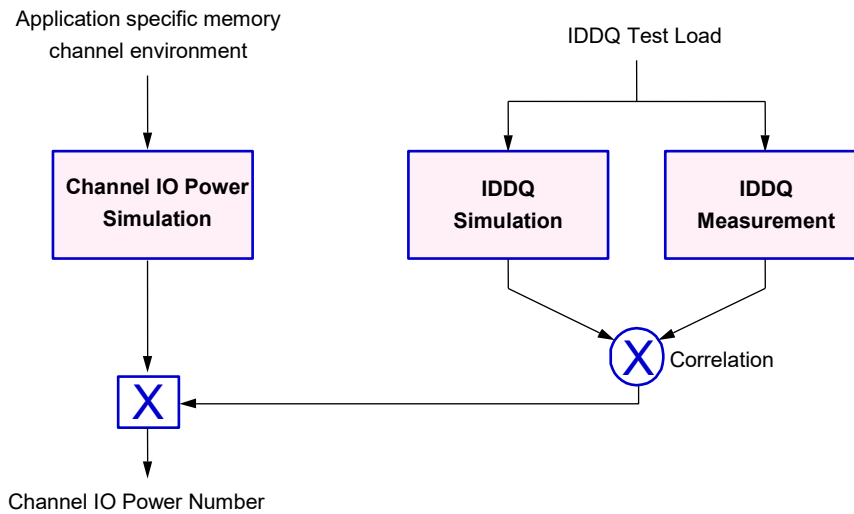 Application specific memory
channel environment
IDDQ Test Load
Channel IO Power
Simulation
IDDQ
Simulation
IDDQ
Measurement
X
Correlation
X
Channel IO Power Number